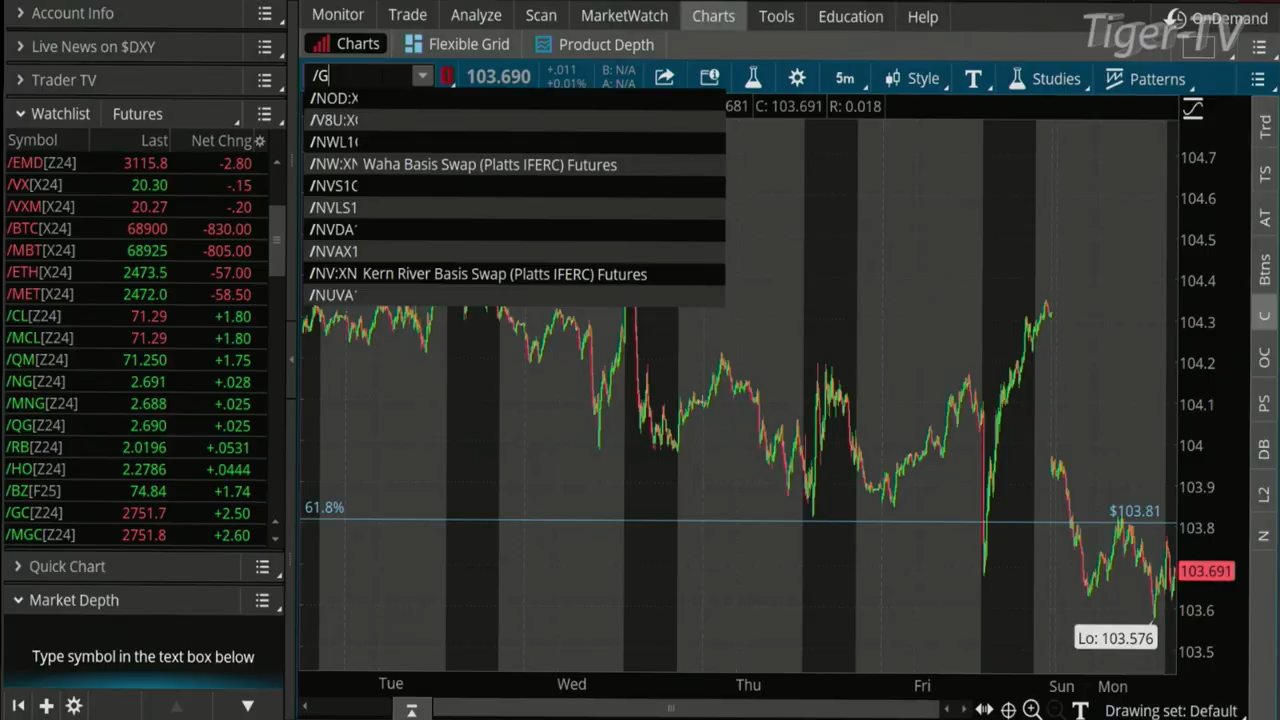 Account Info
Live News on $DXY
Trader TV
Watchlist Futures
Symbol Last Net Chng
/EMD[Z24] 3115.8 -2.80
/VX[X24] 20.30 -.15
/VXM[X24] 20.27 -.20
/BTC[X24] 68900 -830.00
/MBT[X24] 68925 -805.00
/ETH[X24] 2473.5 -57.00
/MET[X24] 2472.0 -58.50
/CL[Z24] 71.29 +1.80
/MCL[Z24] 71.29 +1.80
/QM[Z24] 71.250 +1.75
/NG[Z24] 2.691 +.028
/MNG[Z24] 2.688 +.025
/QG[Z24] 2.690 +.025
/RB[Z24] 2.0196 +.0531
/HO[Z24] 2.2786 +.0444
/BZ[F25] 74.84 +1.74
/GC[Z24] 2751.7 +2.50
/MGC[Z24] 2751.8 +2.60
Quick Chart
Market Depth
Type symbol in the text box below
Monitor Trade Analyze Scan MarketWatch Charts Tools Education Help
OnDemand
Tiger-TV
Charts Flexible Grid Product Depth
/G 103.690 +.011 +0.01% B: N/A A: N/A 5m Style T Studies Patterns
681 C: 103.691 R: 0.018
/NOD:X
/V8U:X
/NWL1
/NW:XN Waha Basis Swap (Platts IFERC) Futures
/NVS1C
/NVLS1
/NVDA
/NVAX1
/NV:XN Kern River Basis Swap (Platts IFERC) Futures
/NUVA
104.7
104.6
104.5
104.4
104.3
104.2
104.1
104
103.9
103.8
103.691
103.6
103.5
61.8%
$103.81
Lo: 103.576
Tue Wed Thu Fri Sun Mon
T Drawing set: Default
Trd
TS
AT
Btns
C
OC
PS
DB
L2
N